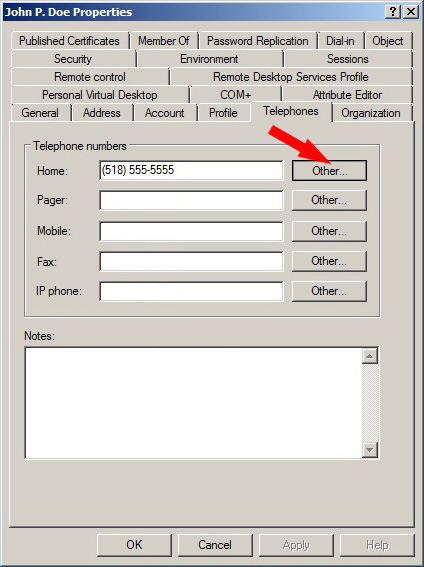 John P. Doe Properties
Published Certificates Member Of Password Replication Dial-in Object
Security Environment Sessions
Remote control Remote Desktop Services Profile
Personal Virtual Desktop COM+ Attribute Editor
General Address Account Profile Telephones Organization
Telephone numbers
Home: (518) 555-5555 Other...
Pager: Other...
Mobile: Other...
Fax: Other...
IP phone: Other...
Notes:
OK Cancel Apply Help